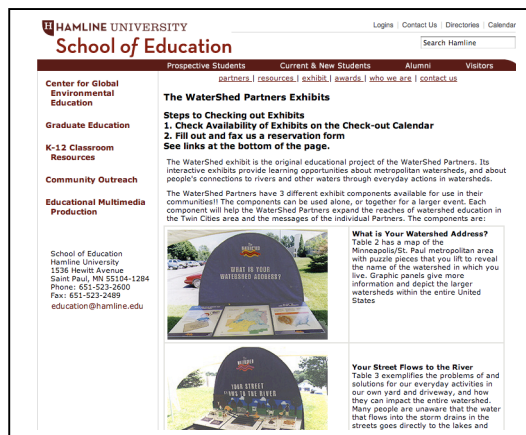 HAMLINE UNIVERSITY
School of Education
Logins | Contact Us | Directories | Calendar
Search Hamline
Prospective Students Current & New Students Alumni Visitors
partners | resources | exhibit | awards | who we are | contact us
Center for Global
Environmental
Education
Graduate Education
K-12 Classroom
Resources
Community Outreach
Educational Multimedia
Production
School of Education
Hamline University
1536 Hewitt Avenue
Saint Paul, MN 55104-1284
Phone: 651-523-2600
Fax: 651-523-2489
education@hamline.edu
The WaterShed Partners Exhibits
Steps to Checking out Exhibits
1. Check Availability of Exhibits on the Check-out Calendar
2. Fill out and fax us a reservation form
See links at the bottom of the page.
The WaterShed exhibit is the original educational project of the WaterShed Partners. Its
interactive exhibits provide learning opportunities about metropolitan watersheds, and about
people's connections to rivers and other waters through everyday actions in watersheds.
The WaterShed Partners have 3 different exhibit components available for use in their
communities!! The components can be used alone, or together for a larger event. Each
component will help the WaterShed Partners expand the reaches of watershed education in
the Twin Cities area and the messages of the individual Partners. The components are:
WHAT IS YOUR
WATERSHED ADDRESS?
What is Your Watershed Address?
Table 2 has a map of the
Minneapolis/St. Paul metropolitan area
with puzzle pieces that you lift to reveal
the name of the watershed in which you
live. Graphic panels give more
information and depict the larger
watersheds within the entire United
States
YOUR STREET
FLOWS TO THE RIVER
Your Street Flows to the River
Table 3 exemplifies the problems of and
solutions for our everyday activities in
our own yard and driveway, and how
they can impact the entire watershed.
Many people are unaware that the water
that flows into the storm drains in the
streets goes directly to the lakes and